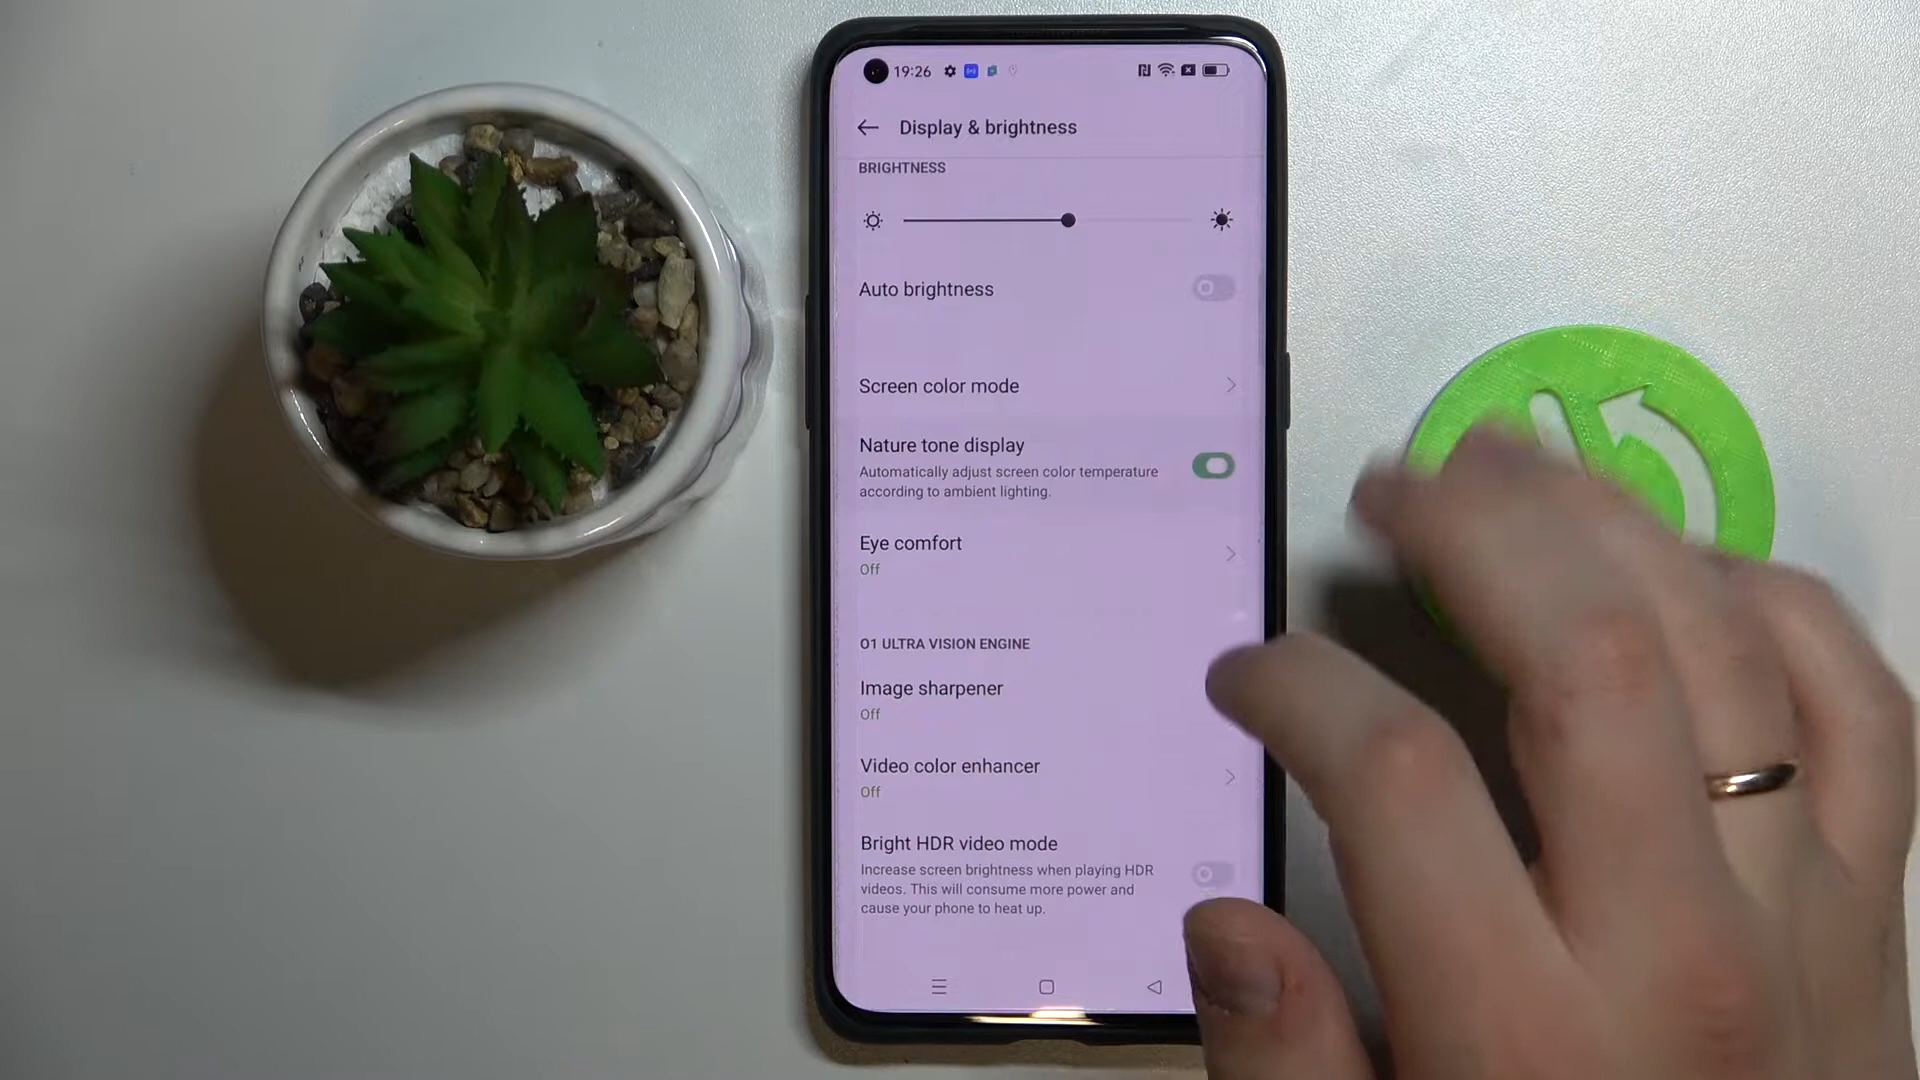 19:26
Display & brightness
BRIGHTNESS
Auto brightness
Screen color mode
Nature tone display
Automatically adjust screen color temperature
according to ambient lighting.
Eye comfort
Off
O1 ULTRA VISION ENGINE
Image sharpener
Off
Video color enhancer
Off
Bright HDR video mode
Increase screen brightness when playing HDR
videos. This will consume more power and
cause your phone to heat up.